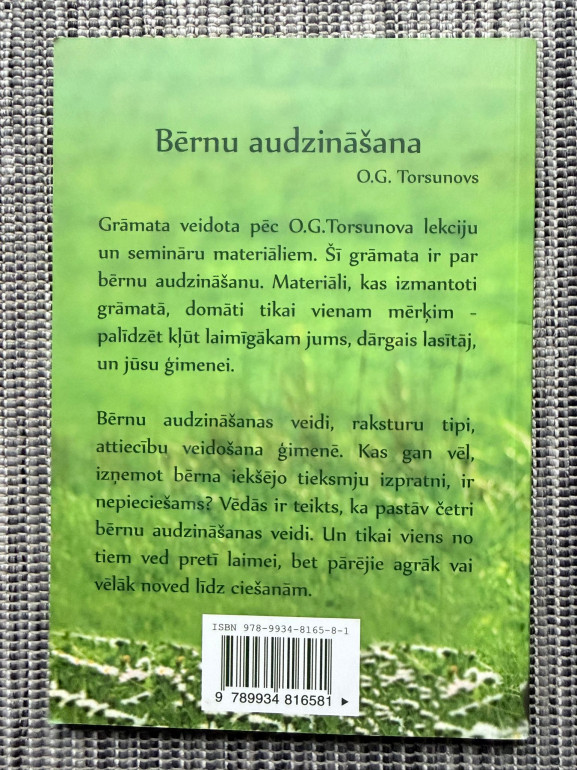 Bērnu audzināšana
O.G. Torsunovs
Grāmata veidota pēc O.G.Torsunova lekciju
un semināru materiāliem. Šī grāmata ir par
bērnu audzināšanu. Materiāli, kas izmantoti
grāmatā, domāti tikai vienam mērķim -
palīdzēt kļūt laimīgākam jums, dārgais lasītāj,
un jūsu ģimenei.
Bērnu audzināšanas veidi, raksturu tipi,
attiecību veidošana ģimenē. Kas gan vēl,
izņemot bērna iekšējo tieksmju izpratni, ir
nepieciešams? Vēdās ir teikts, ka pastāv četri
bērnu audzināšanas veidi. Un tikai viens no
tiem ved pretī laimei, bet pārējie agrāk vai
vēlāk noved līdz ciešanām.
ISBN 978-9934-8165-8-1
9 789934 816581